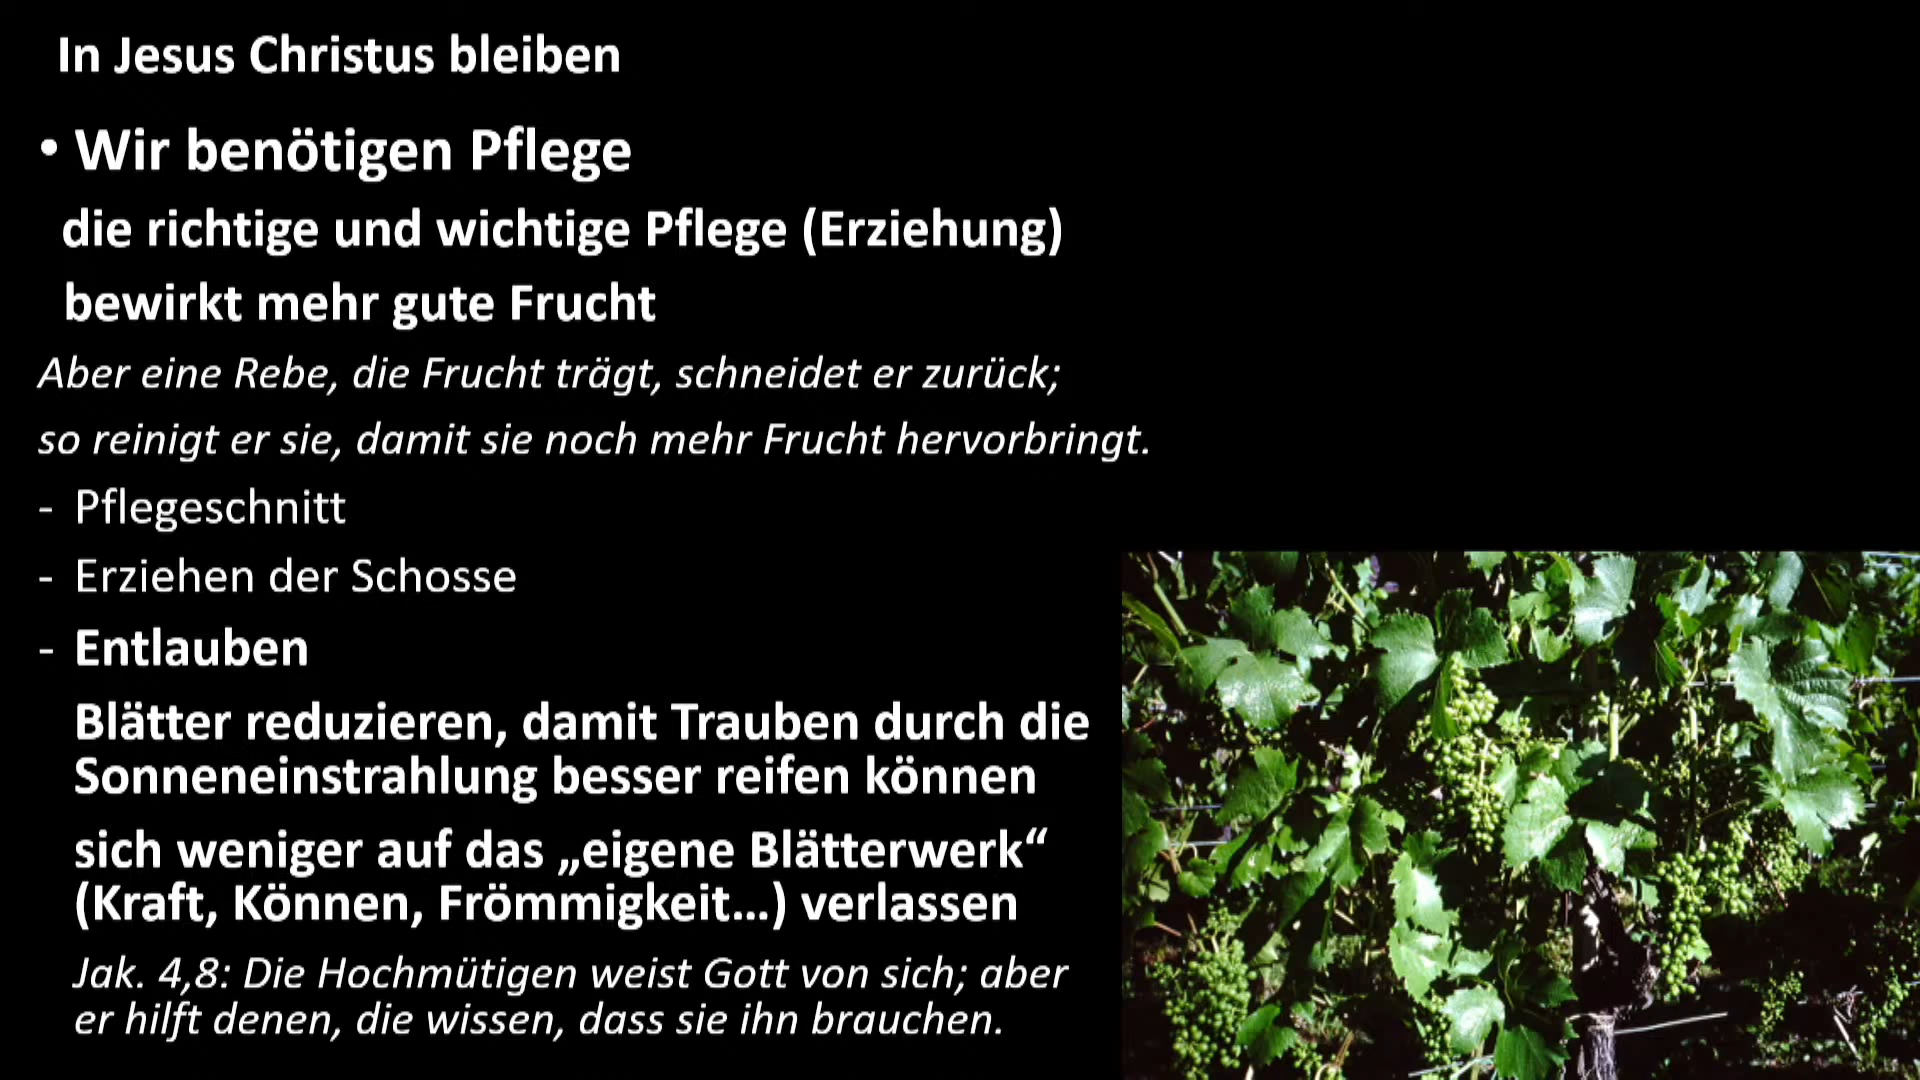 In Jesus Christus bleiben
• Wir benötigen Pflege
die richtige und wichtige Pflege (Erziehung)
bewirkt mehr gute Frucht
Aber eine Rebe, die Frucht trägt, schneidet er zurück;
so reinigt er sie, damit sie noch mehr Frucht hervorbringt.
- Pflegeschnitt
- Erziehen der Schosse
- Entlauben
Blätter reduzieren, damit Trauben durch die
Sonneneinstrahlung besser reifen können
sich weniger auf das „eigene Blätterwerk“
(Kraft, Können, Frömmigkeit...) verlassen
Jak. 4,8: Die Hochmütigen weist Gott von sich; aber
er hilft denen, die wissen, dass sie ihn brauchen.